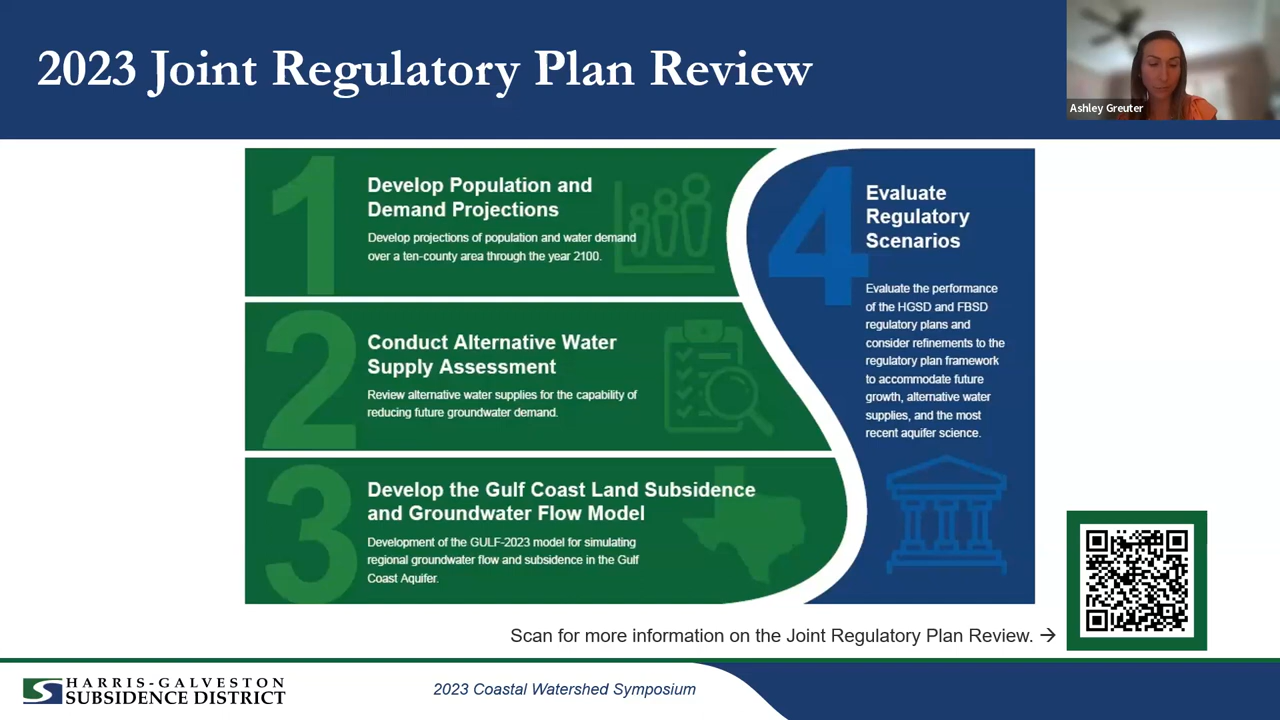 2023 Joint Regulatory Plan Review
Ashley Greuter
1
Develop Population and
Demand Projections
Develop projections of population and water demand
over a ten-county area through the year 2100.
2
Conduct Alternative Water
Supply Assessment
Review alternative water supplies for the capability of
reducing future groundwater demand.
3
Develop the Gulf Coast Land Subsidence
and Groundwater Flow Model
Development of the GULF-2023 model for simulating
regional groundwater flow and subsidence in the Gulf
Coast Aquifer.
4
Evaluate
Regulatory
Scenarios
Evaluate the performance
of the HGSD and FBSD
regulatory plans and
consider refinements to the
regulatory plan framework
to accommodate future
growth, alternative water
supplies, and the most
recent aquifer science.
Scan for more information on the Joint Regulatory Plan Review. →
HARRIS-GALVESTON
SUBSIDENCE DISTRICT
2023 Coastal Watershed Symposium